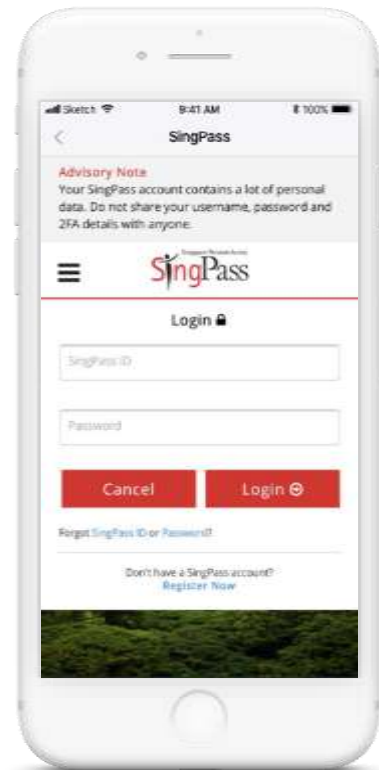 Sketch 9:41 AM 100%
SingPass
Advisory Note
Your SingPass account contains a lot of personal
data. Do not share your username, password and
2FA details with anyone.
SingPass
Login
SingPass ID
Password
Cancel Login
Forgot SingPass ID or Password?
Don't have a SingPass account?
Register Now